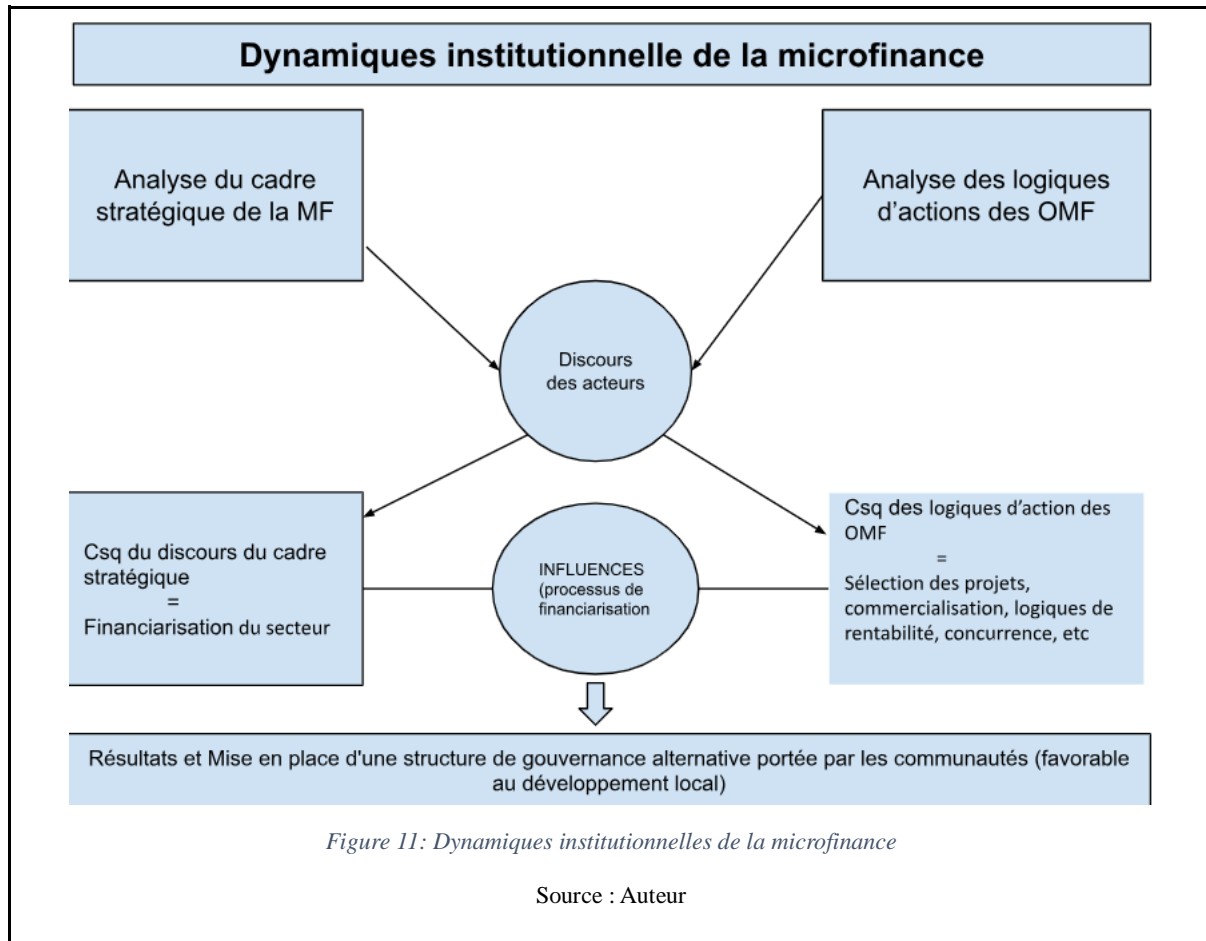 Dynamiques institutionnelle de la microfinance
Analyse du cadre
stratégique de la MF
Analyse des logiques
d'actions des OMF
Discours
des acteurs
Csq du discours du cadre
stratégique
=
Financiarisation du secteur
INFLUENCES
(processus de
financiarisation
Csq des logiques d'action des
OMF
=
Sélection des projets,
commercialisation, logiques de
rentabilité, concurrence, etc
Résultats et Mise en place d'une structure de gouvernance alternative portée par les communautés (favorable
au développement local)
Figure 11: Dynamiques institutionnelles de la microfinance
Source : Auteur